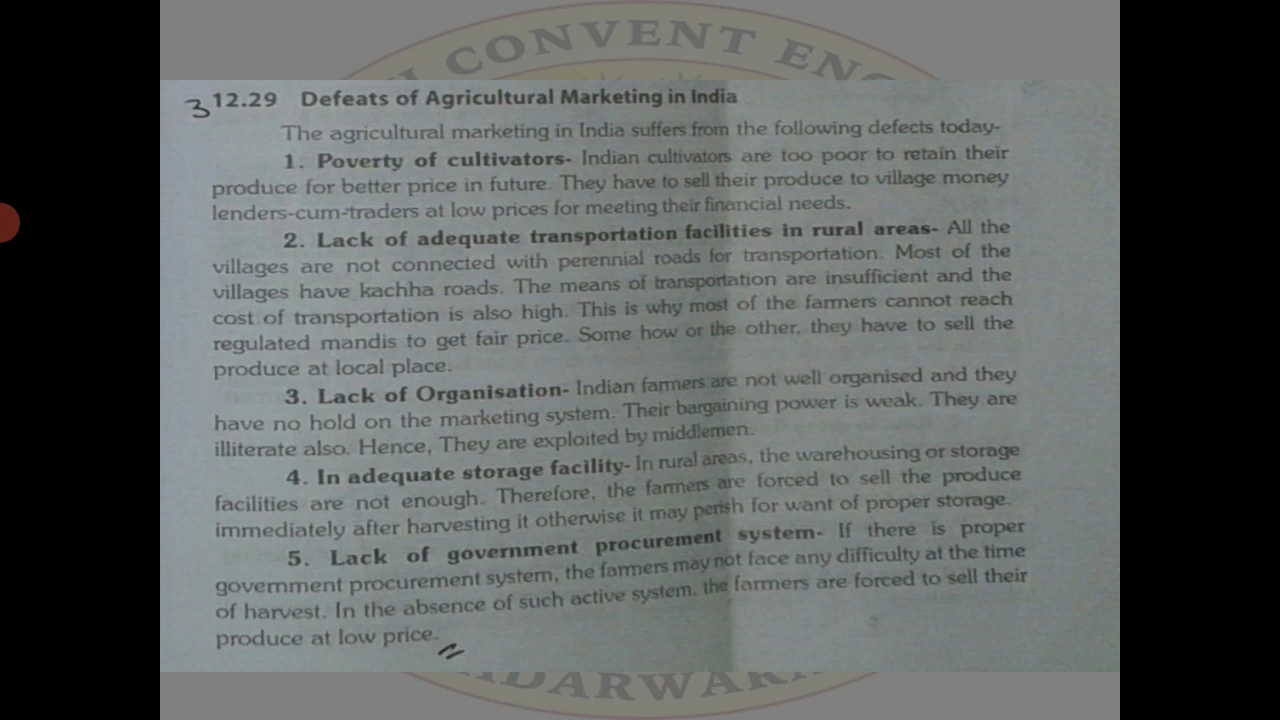 CONVENT ENG
3
12.29 Defeats of Agricultural Marketing in India
The agricultural marketing in India suffers from the following defects today-
1. Poverty of cultivators- Indian cultivators are too poor to retain their
produce for better price in future. They have to sell their produce to village money
lenders-cum-traders at low prices for meeting their financial needs.
2. Lack of adequate transportation facilities in rural areas- All the
villages are not connected with perennial roads for transportation. Most of the
villages have kachha roads. The means of transportation are insufficient and the
cost of transportation is also high. This is why most of the farmers cannot reach
regulated mandis to get fair price. Some how or the other, they have to sell the
produce at local place.
3. Lack of Organisation- Indian farmers are not well organised and they
have no hold on the marketing system. Their bargaining power is weak. They are
illiterate also. Hence, They are exploited by middlemen.
4. In adequate storage facility- In rural areas, the warehousing or storage
facilities are not enough. Therefore, the farmers are forced to sell the produce
immediately after harvesting it otherwise it may perish for want of proper storage.
5. Lack of government procurement system- If there is proper
government procurement system, the farmers may not face any difficulty at the time
of harvest. In the absence of such active system, the farmers are forced to sell their
produce at low price.
DARWAR